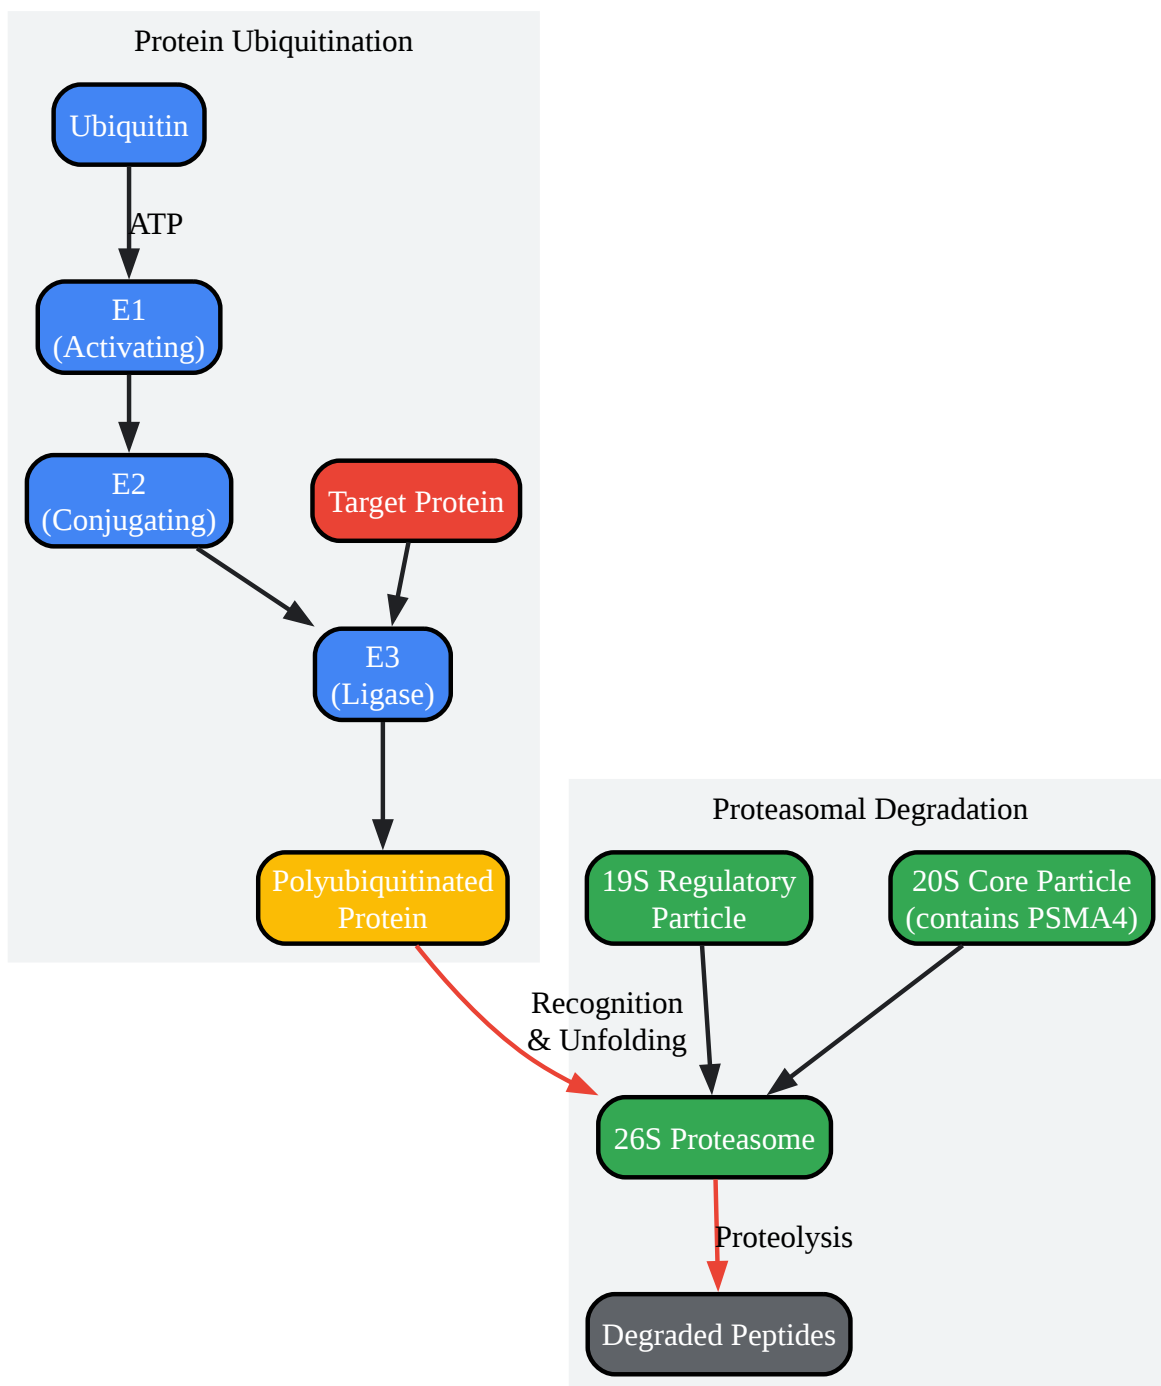 Protein Ubiquitination
Ubiquitin
ATP
E1
(Activating)
E2
(Conjugating)
Target Protein
E3
(Ligase)
Polyubiquitinated
Protein
Proteasomal Degradation
19S Regulatory
Particle
20S Core Particle
(contains PSMA4)
Recognition
& Unfolding
26S Proteasome
Proteolysis
Degraded Peptides